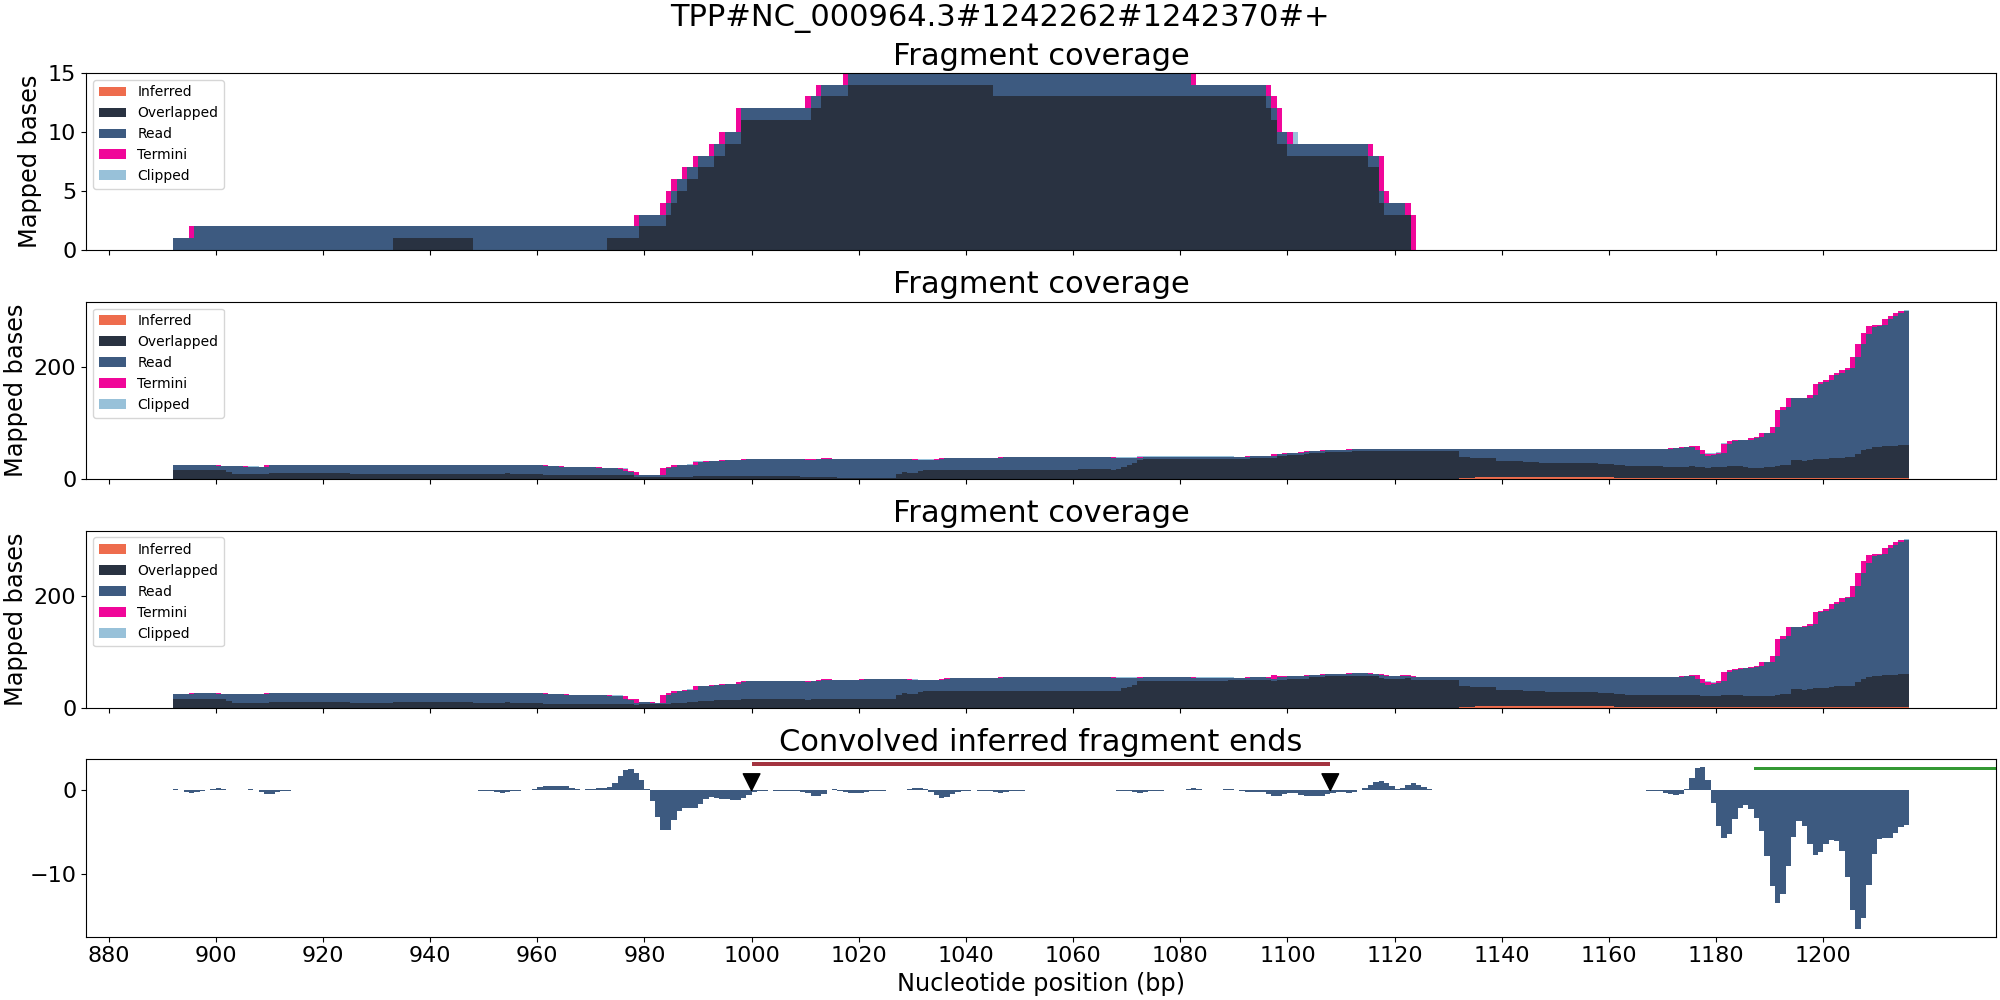 TPP#NC_000964.3#1242262#1242370#+
Fragment coverage
Mapped bases
15
10
5
0
Inferred
Overlapped
Read
Termini
Clipped
Fragment coverage
Mapped bases
200
0
Inferred
Overlapped
Read
Termini
Clipped
Fragment coverage
Mapped bases
200
0
Inferred
Overlapped
Read
Termini
Clipped
Convolved inferred fragment ends
0
−10
880 900 920 940 960 980 1000 1020 1040 1060 1080 1100 1120 1140 1160 1180 1200
Nucleotide position (bp)